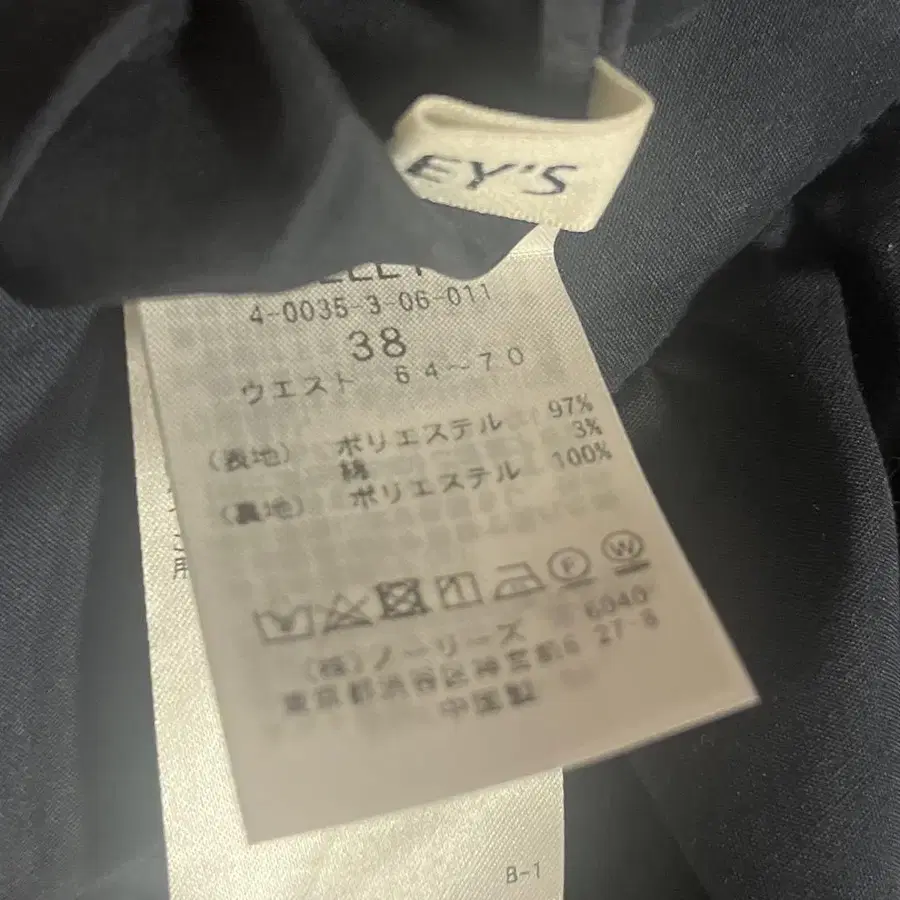 EY'S
4-0035-3-06-011
38
ウエスト 64~70
(表地) ポリエステル 97%
綿 3%
(裏地) ポリエステル 100%
F W
(株)ノーリーズ
東京都渋谷区神宮前6 27-8
中国製
用
B-1